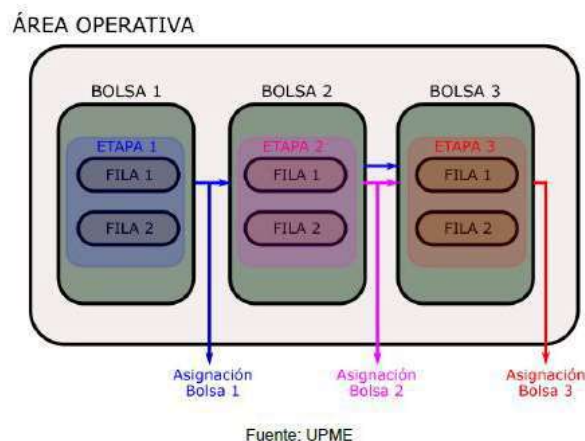 ÁREA OPERATIVA
BOLSA 1
BOLSA 2
BOLSA 3
ETAPA 1
ETAPA 2
ETAPA 3
FILA 1
FILA 1
FILA 1
FILA 2
FILA 2
FILA 2
Asignación
Bolsa 1
Asignación
Bolsa 2
Asignación
Bolsa 3
Fuente: UPME